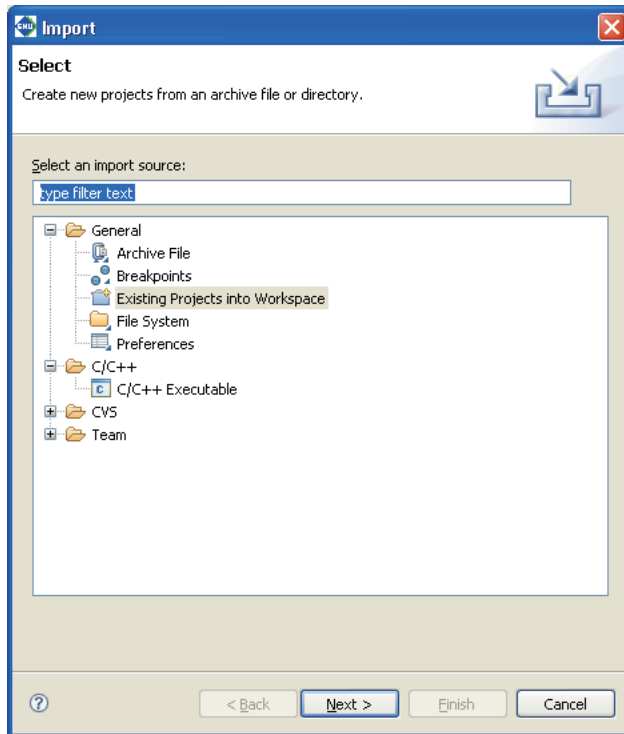 GNU
Import
Select
Create new projects from an archive file or directory.
Select an import source:
type filter text
General
Archive File
Breakpoints
Existing Projects into Workspace
File System
Preferences
C/C++
C C/C++ Executable
CVS
Team
? < Back Next > Finish Cancel